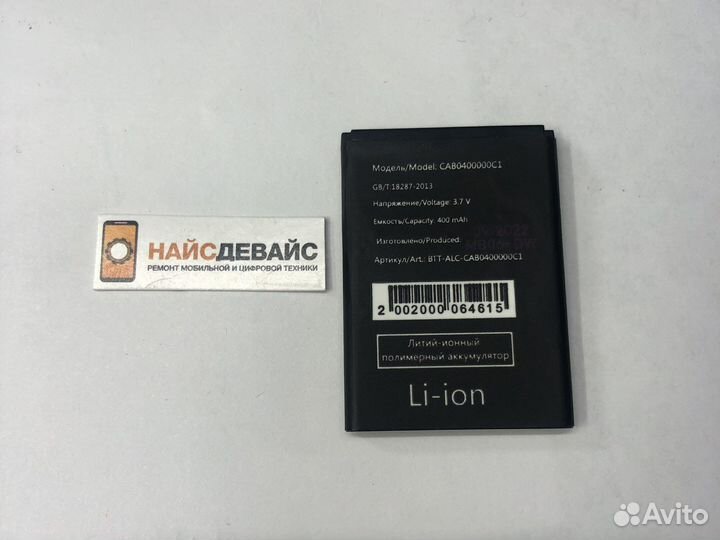 НАЙСДЕВАЙС
РЕМОНТ МОБИЛЬНОЙ И ЦИФРОВОЙ ТЕХНИКИ
Модель/Model: CAB0400000C1
GB/T:18287-2013
Напряжение/Voltage: 3.7 V
Емкость/Capacity: 400 mAh
Изготовлено/Produced:
Артикул/Art.: BTT-ALC-CAB0400000C1
2 002000 064615
Литий-ионный
полимерный аккумулятор
Li-ion
Avito